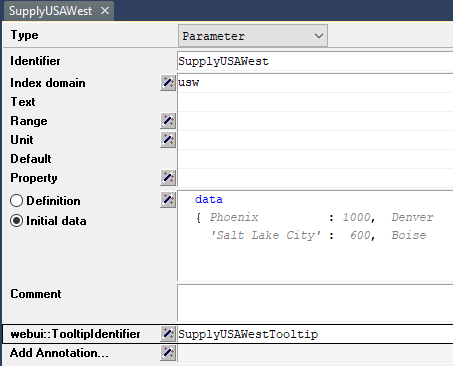 SupplyUSAWest ×
Type Parameter
Identifier SupplyUSAWest
Index domain usw
Text
Range
Unit
Default
Property
Definition data
Initial data { Phoenix : 1000, Denver
'Salt Lake City' : 600, Boise
Comment
webui::TooltipIdentifier SupplyUSAWestTooltip
Add Annotation...